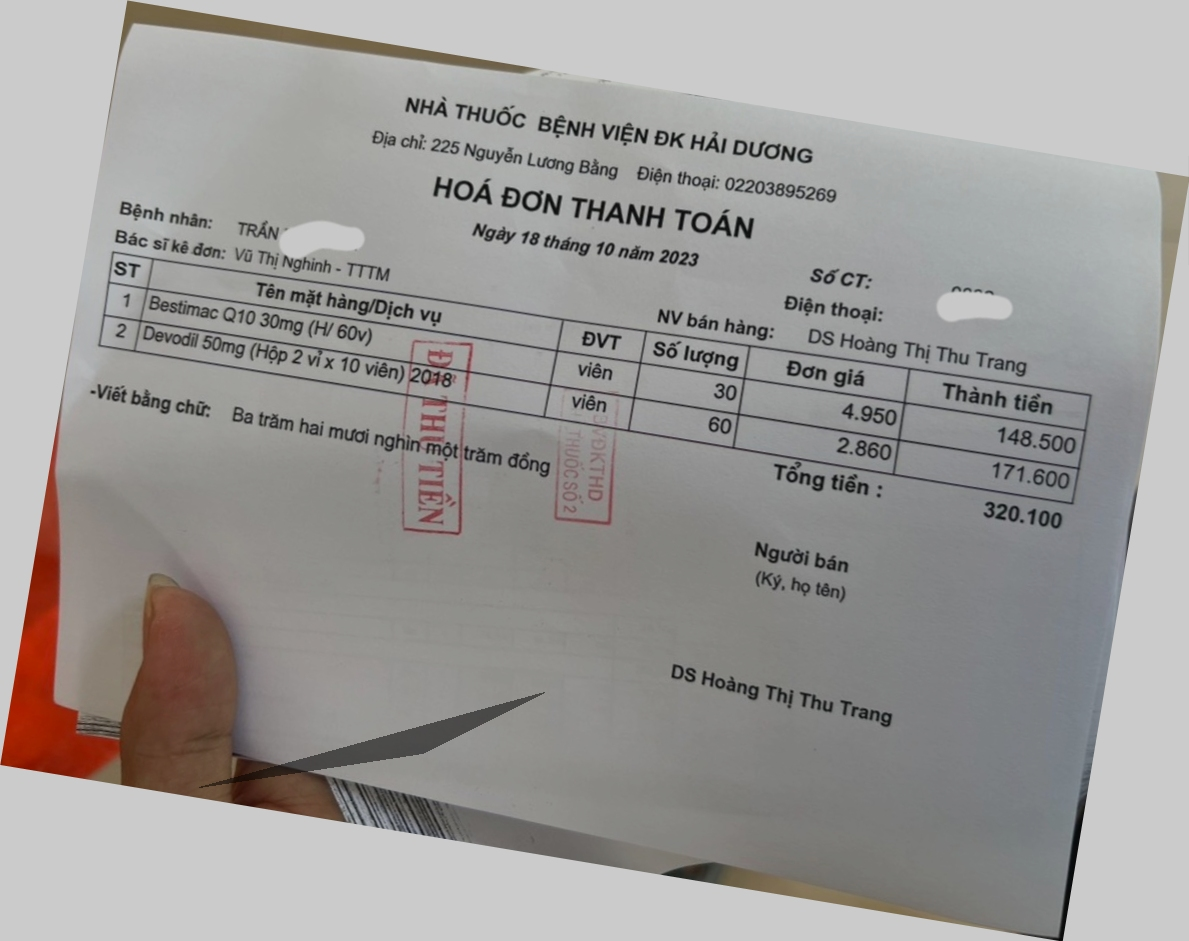 NHÀ THUỐC BỆNH VIỆN ĐK HẢI DƯƠNG
Địa chỉ: 225 Nguyễn Lương Bằng Điện thoại: 02203895269
HOÁ ĐƠN THANH TOÁN
Ngày 18 tháng 10 năm 2023
Số CT:
Bệnh nhân: TRẦN
Điện thoại:
Bác sĩ kê đơn: Vũ Thị Nghinh - TTTM
NV bán hàng: DS Hoàng Thị Thu Trang
ST Tên mặt hàng/Dịch vụ ĐVT Số lượng Đơn giá Thành tiền
1 Bestimac Q10 30mg (H/ 60v) viên 30 4.950 148.500
2 Devodil 50mg (Hộp 2 vỉ x 10 viên) 2018 viên 60 2.860 171.600
Tổng tiền : 320.100
-Viết bằng chữ: Ba trăm hai mươi nghìn một trăm đồng
ĐÃ THU TIỀN
BVĐKTHD
THUỐC SỐ 2
Người bán
(Ký, họ tên)
DS Hoàng Thị Thu Trang